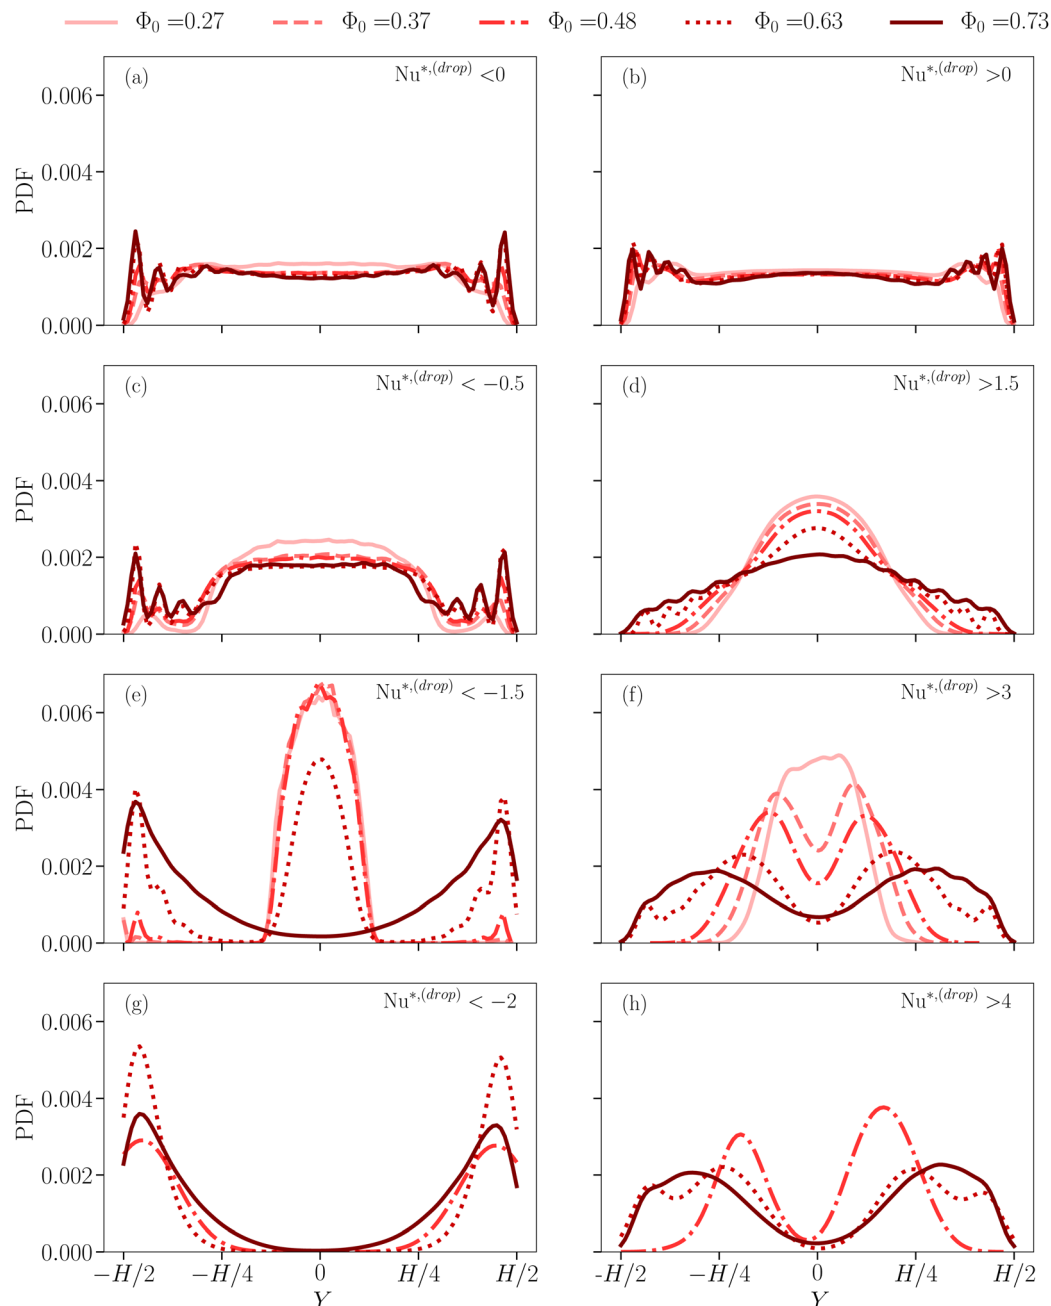 Φ₀ =0.27 Φ₀ =0.37 Φ₀ =0.48 Φ₀ =0.63 Φ₀ =0.73
(a) Nu*,(drop) <0
(b) Nu*,(drop) >0
0.006
0.004
0.002
0.000
PDF
(c) Nu*,(drop) < −0.5
(d) Nu*,(drop) >1.5
0.006
0.004
0.002
0.000
PDF
(e) Nu*,(drop) < −1.5
(f) Nu*,(drop) >3
0.006
0.004
0.002
0.000
PDF
(g) Nu*,(drop) < −2
(h) Nu*,(drop) >4
0.006
0.004
0.002
0.000
PDF
−H/2 −H/4 0 H/4 H/2
Y
-H/2 −H/4 0 H/4 H/2
Y